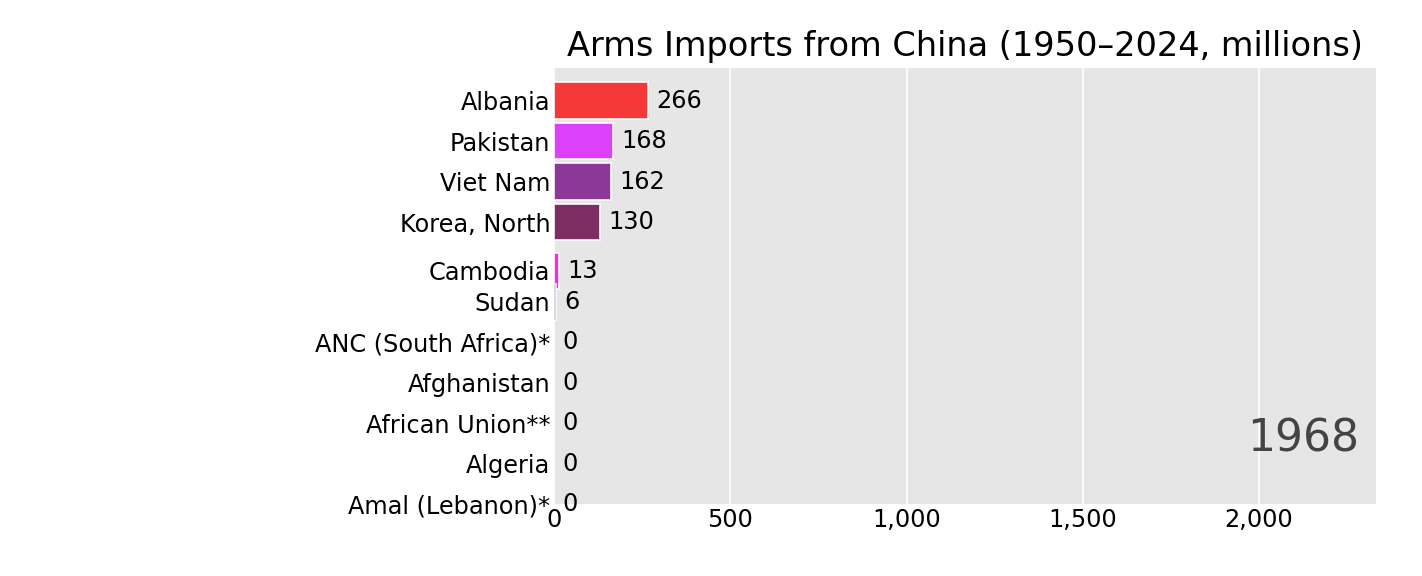 Arms Imports from China (1950–2024, millions)
Albania 266
Pakistan 168
Viet Nam 162
Korea, North 130
Cambodia 13
Sudan 6
ANC (South Africa)* 0
Afghanistan 0
African Union** 0
1968
Algeria 0
Amal (Lebanon)* 0
0 500 1,000 1,500 2,000